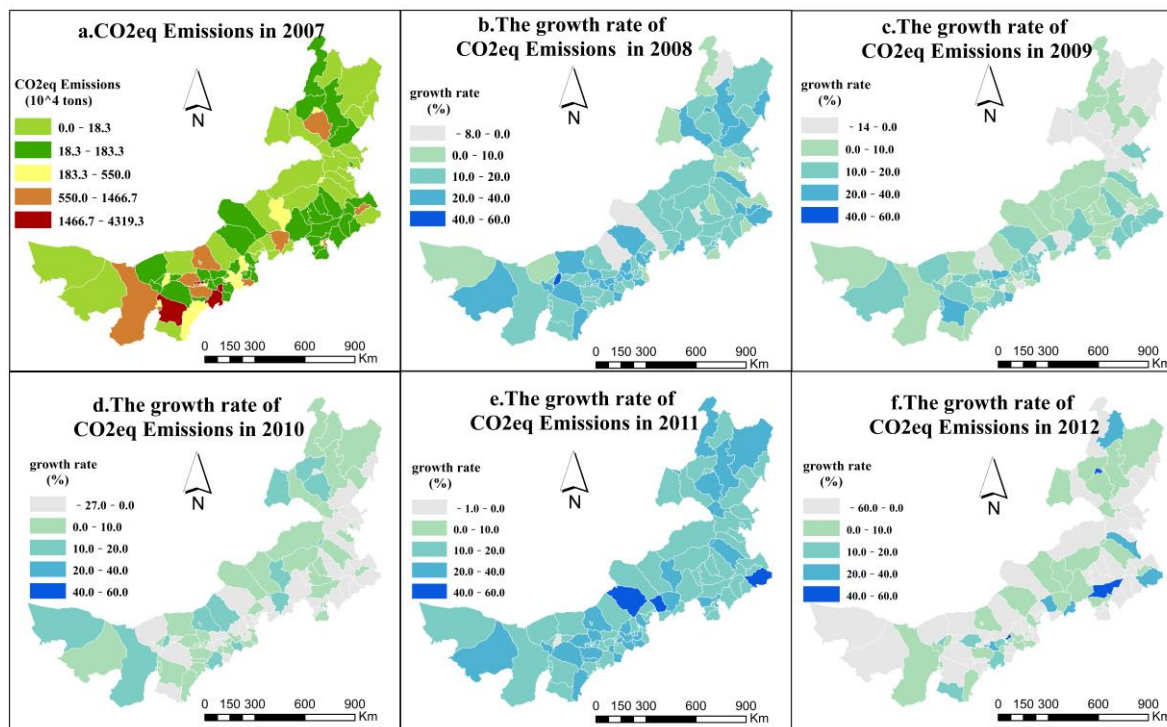 a.CO2eq Emissions in 2007
CO2eq Emissions
(10^4 tons)
0.0 - 18.3
18.3 - 183.3
183.3 - 550.0
550.0 - 1466.7
1466.7 - 4319.3
N
0 150 300 600 900
Km
b.The growth rate of
CO2eq Emissions in 2008
growth rate
(%)
- 8.0 - 0.0
0.0 - 10.0
10.0 - 20.0
20.0 - 40.0
40.0 - 60.0
N
0 150 300 600 900
Km
c.The growth rate of
CO2eq Emissions in 2009
growth rate
(%)
- 14 - 0.0
0.0 - 10.0
10.0 - 20.0
20.0 - 40.0
40.0 - 60.0
N
0 150 300 600 900
Km
d.The growth rate of
CO2eq Emissions in 2010
growth rate
(%)
- 27.0 - 0.0
0.0 - 10.0
10.0 - 20.0
20.0 - 40.0
40.0 - 60.0
N
0 150 300 600 900
Km
e.The growth rate of
CO2eq Emissions in 2011
growth rate
(%)
- 1.0 - 0.0
0.0 - 10.0
10.0 - 20.0
20.0 - 40.0
40.0 - 60.0
N
0 150 300 600 900
Km
f.The growth rate of
CO2eq Emissions in 2012
growth rate
(%)
- 60.0 - 0.0
0.0 - 10.0
10.0 - 20.0
20.0 - 40.0
40.0 - 60.0
N
0 150 300 600 900
Km